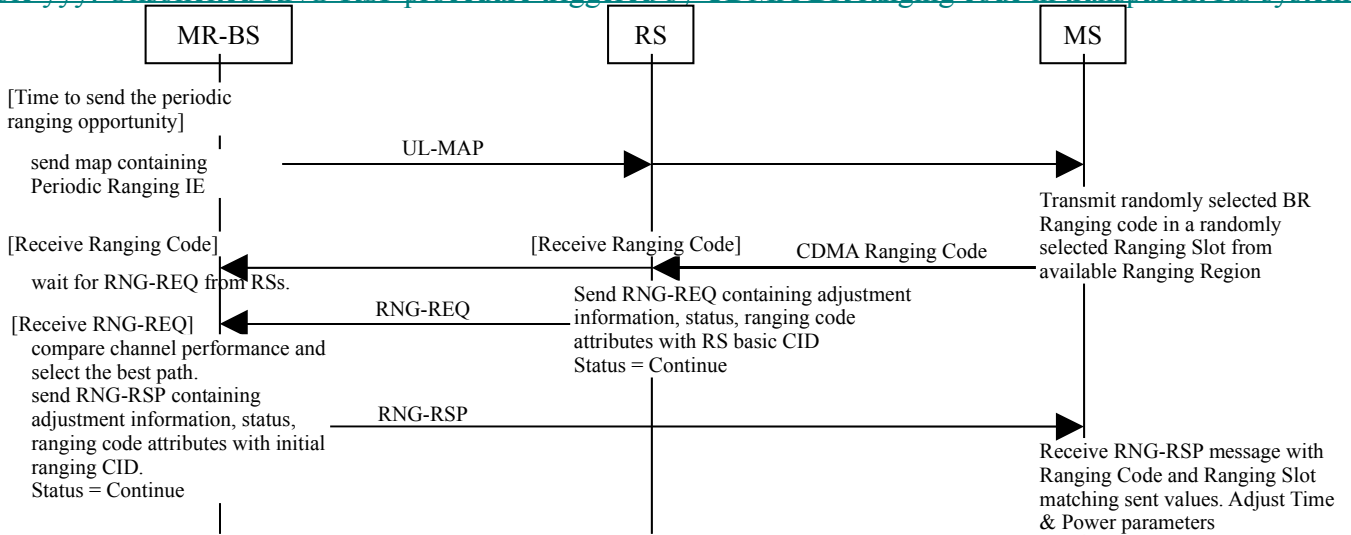 MR-BS
RS
MS
[Time to send the periodic
ranging opportunity]
send map containing
Periodic Ranging IE
UL-MAP
Transmit randomly selected BR
Ranging code in a randomly
selected Ranging Slot from
available Ranging Region
[Receive Ranging Code]
[Receive Ranging Code]
CDMA Ranging Code
wait for RNG-REQ from RSs.
Send RNG-REQ containing adjustment
information, status, ranging code
attributes with RS basic CID
Status = Continue
RNG-REQ
[Receive RNG-REQ]
compare channel performance and
select the best path.
send RNG-RSP containing
adjustment information, status,
ranging code attributes with initial
ranging CID.
Status = Continue
RNG-RSP
Receive RNG-RSP message with
Ranging Code and Ranging Slot
matching sent values. Adjust Time
& Power parameters